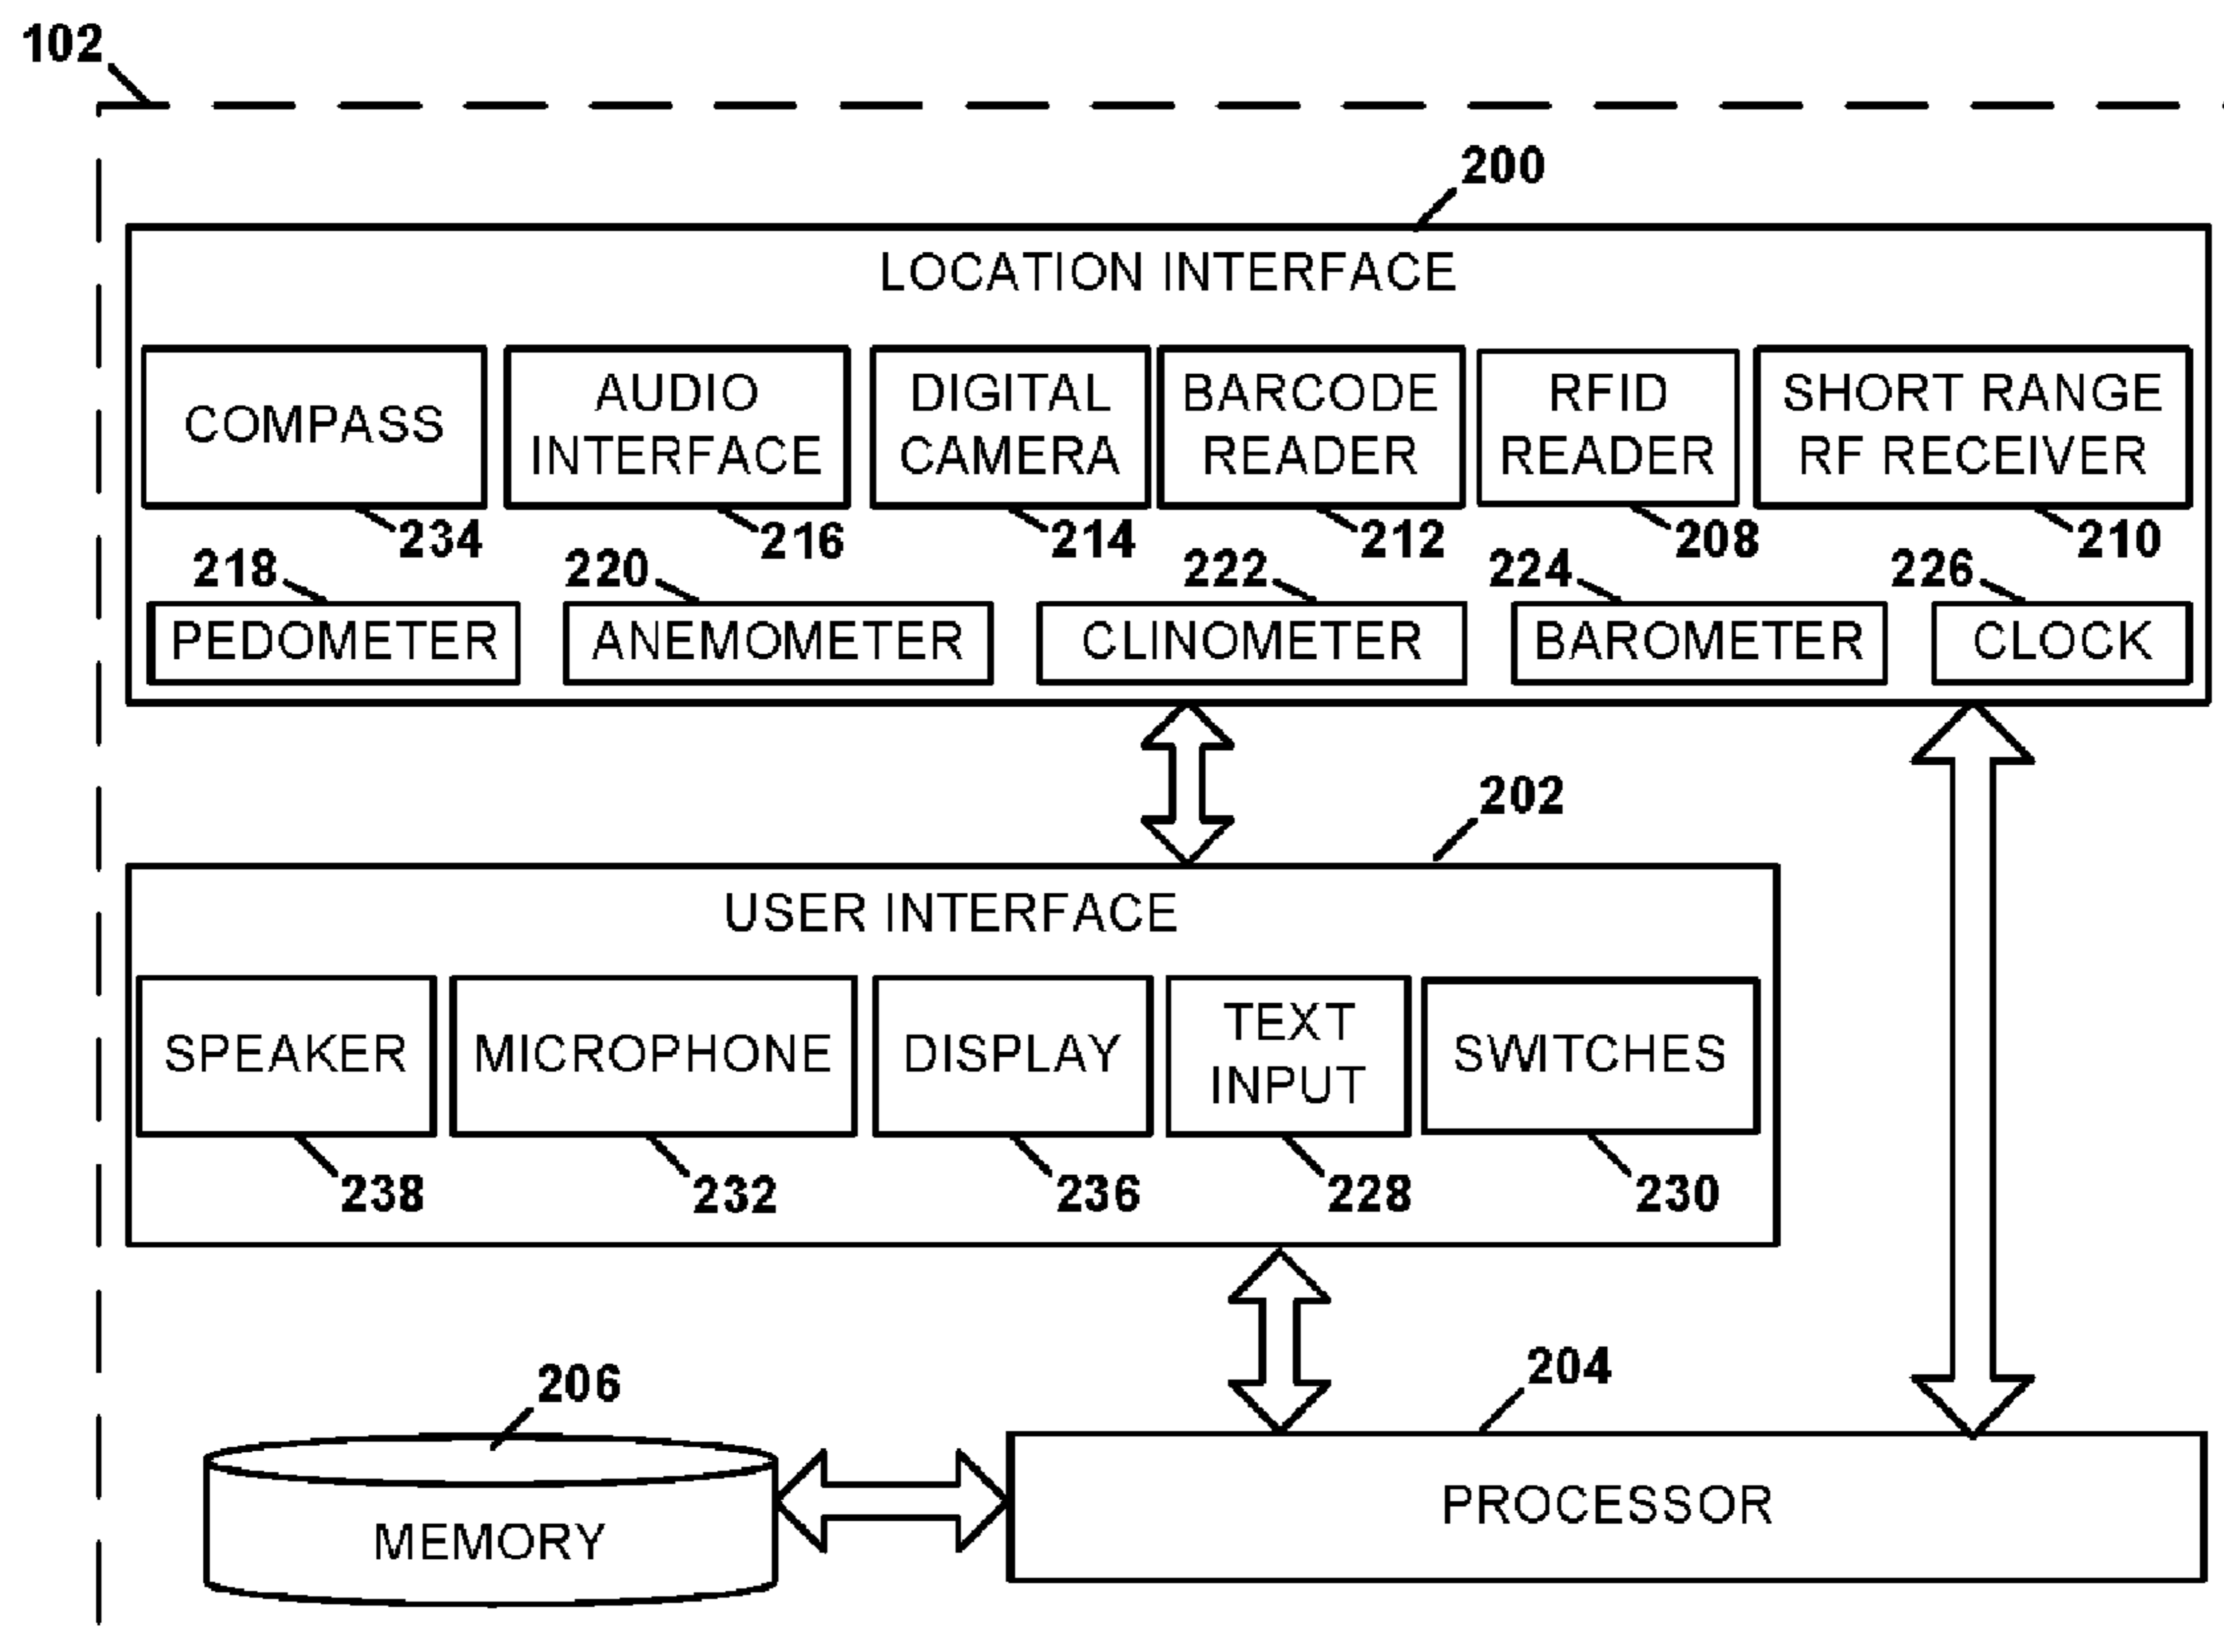 102
200
LOCATION INTERFACE
COMPASS
AUDIO
INTERFACE
DIGITAL
CAMERA
BARCODE
READER
RFID
READER
SHORT RANGE
RF RECEIVER
234
216
214
212
208
210
218
220
222
224
226
PEDOMETER
ANEMOMETER
CLINOMETER
BAROMETER
CLOCK
202
USER INTERFACE
SPEAKER
MICROPHONE
DISPLAY
TEXT
INPUT
SWITCHES
238
232
236
228
230
206
204
MEMORY
PROCESSOR